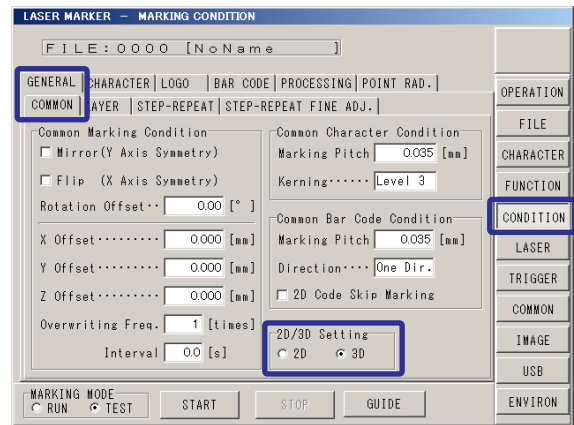 LASER MARKER − MARKING CONDITION
FILE:0000 [NoName ]
GENERAL CHARACTER LOGO BAR CODE PROCESSING POINT RAD.
COMMON LAYER STEP-REPEAT STEP-REPEAT FINE ADJ.
Common Marking Condition
Mirror(Y Axis Symmetry)
Flip (X Axis Symmetry)
Rotation Offset·· 0.00 [° ]
X Offset········· 0.000 [mm]
Y Offset········· 0.000 [mm]
Z Offset········· 0.000 [mm]
Overwriting Freq. 1 [times]
Interval 0.0 [s]
Common Character Condition
Marking Pitch 0.035 [mm]
Kerning······ Level 3
Common Bar Code Condition
Marking Pitch 0.035 [mm]
Direction···· One Dir.
2D Code Skip Marking
2D/3D Setting
2D 3D
MARKING MODE
RUN TEST
START
STOP
GUIDE
OPERATION
FILE
CHARACTER
FUNCTION
CONDITION
LASER
TRIGGER
COMMON
IMAGE
USB
ENVIRON